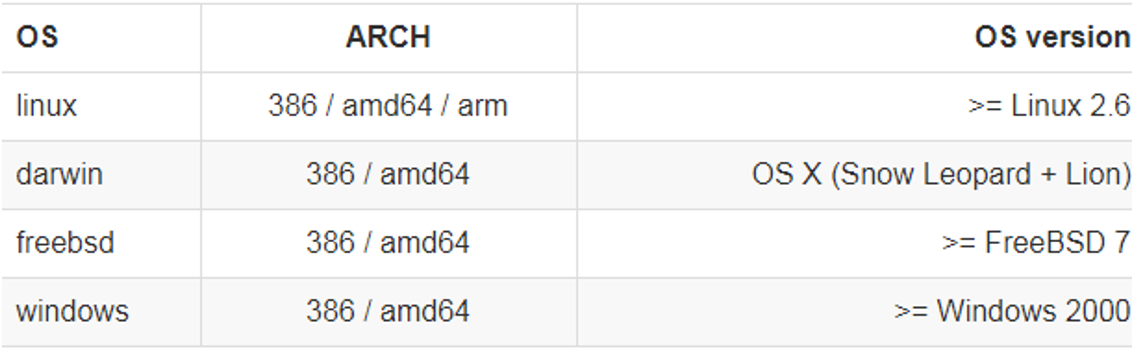 OS ARCH OS version
linux 386 / amd64 / arm >= Linux 2.6
darwin 386 / amd64 OS X (Snow Leopard + Lion)
freebsd 386 / amd64 >= FreeBSD 7
windows 386 / amd64 >= Windows 2000